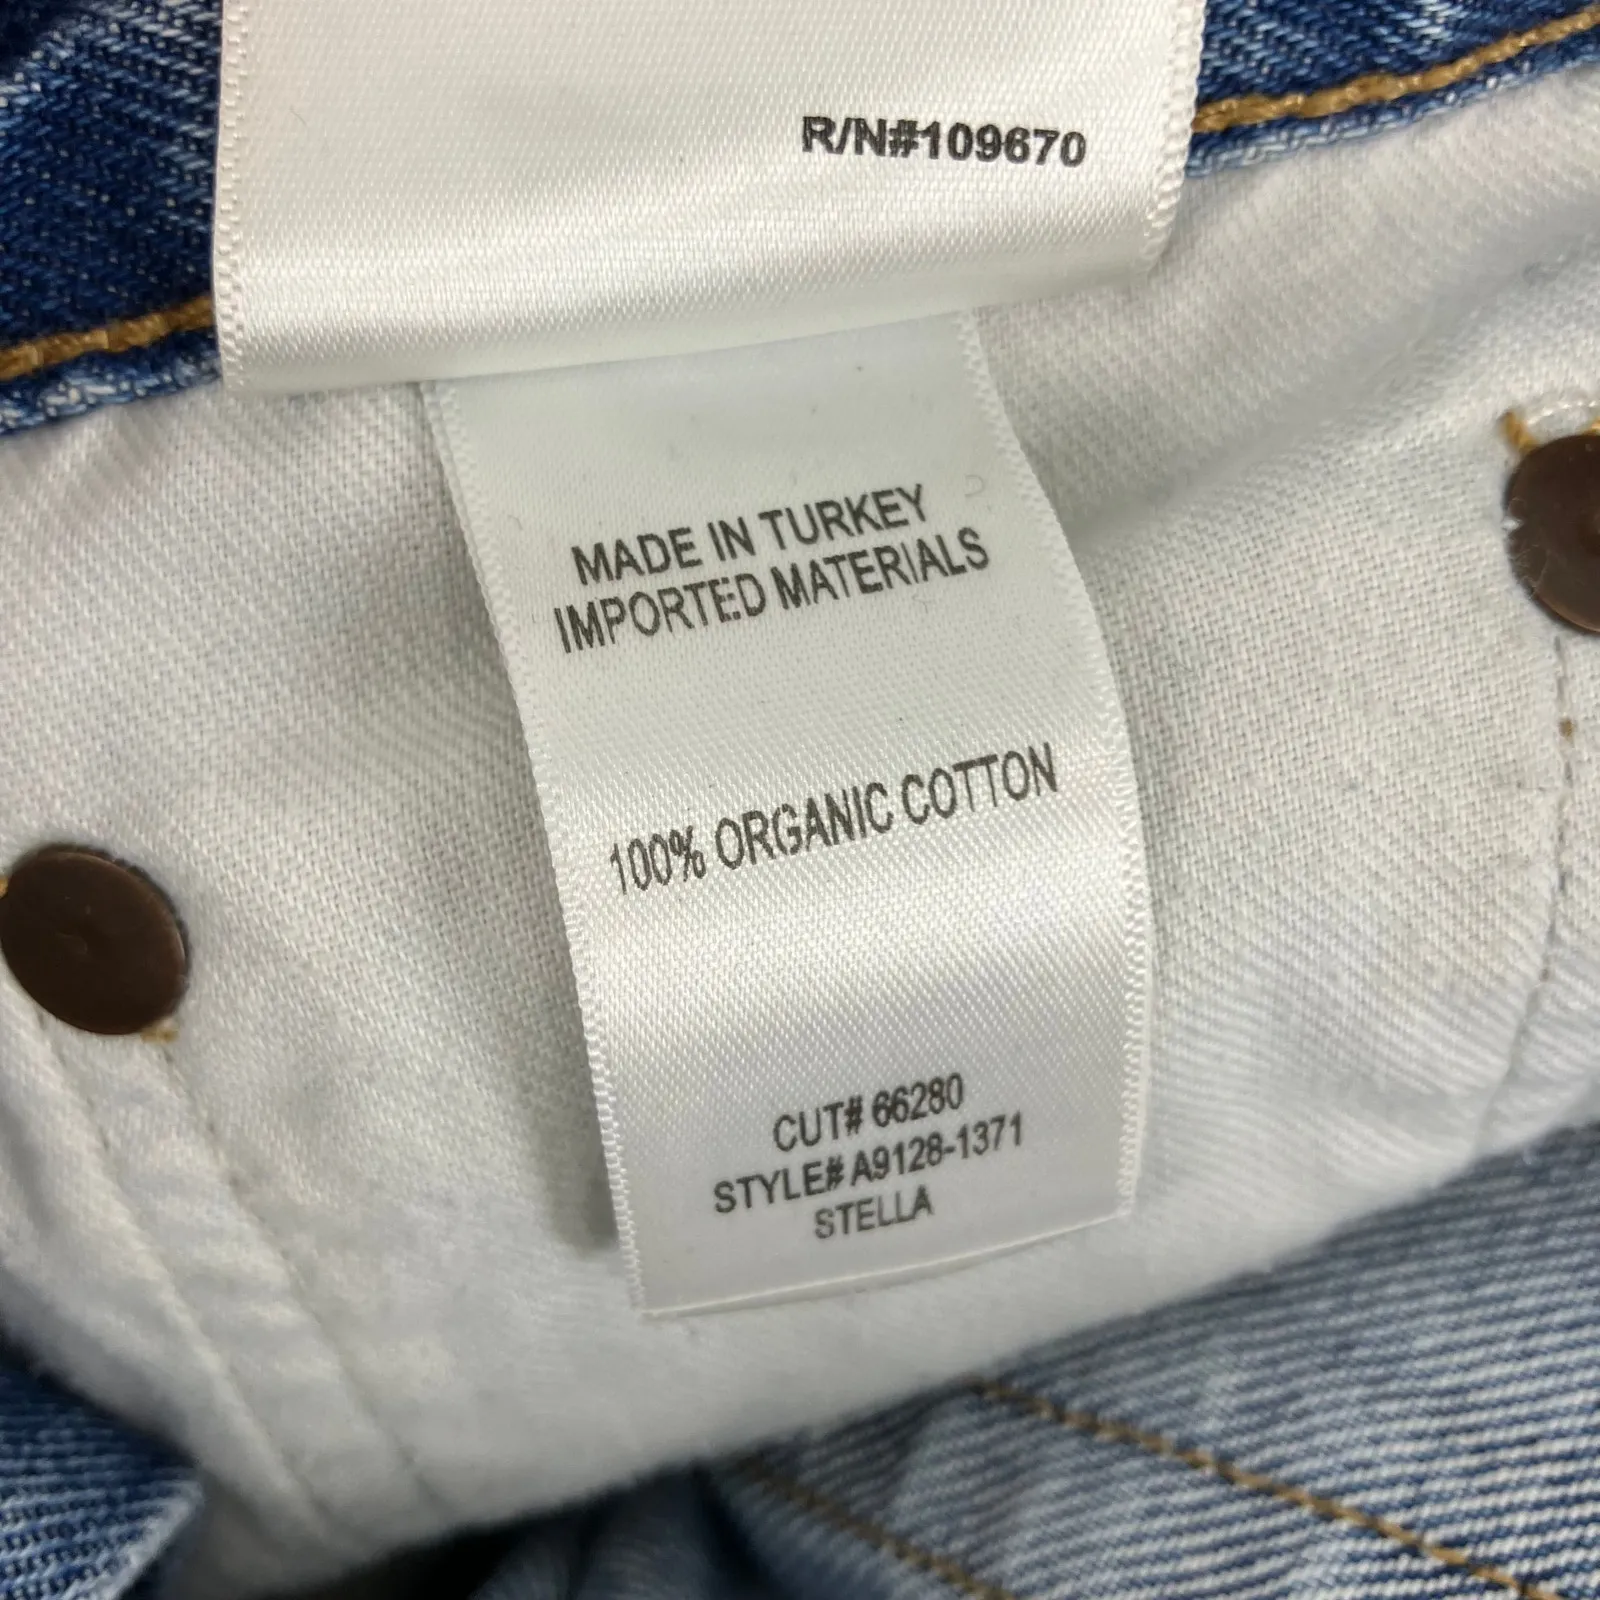 R/N#109670
MADE IN TURKEY
IMPORTED MATERIALS
100% ORGANIC COTTON
CUT# 66280
STYLE# A9128-1371
STELLA